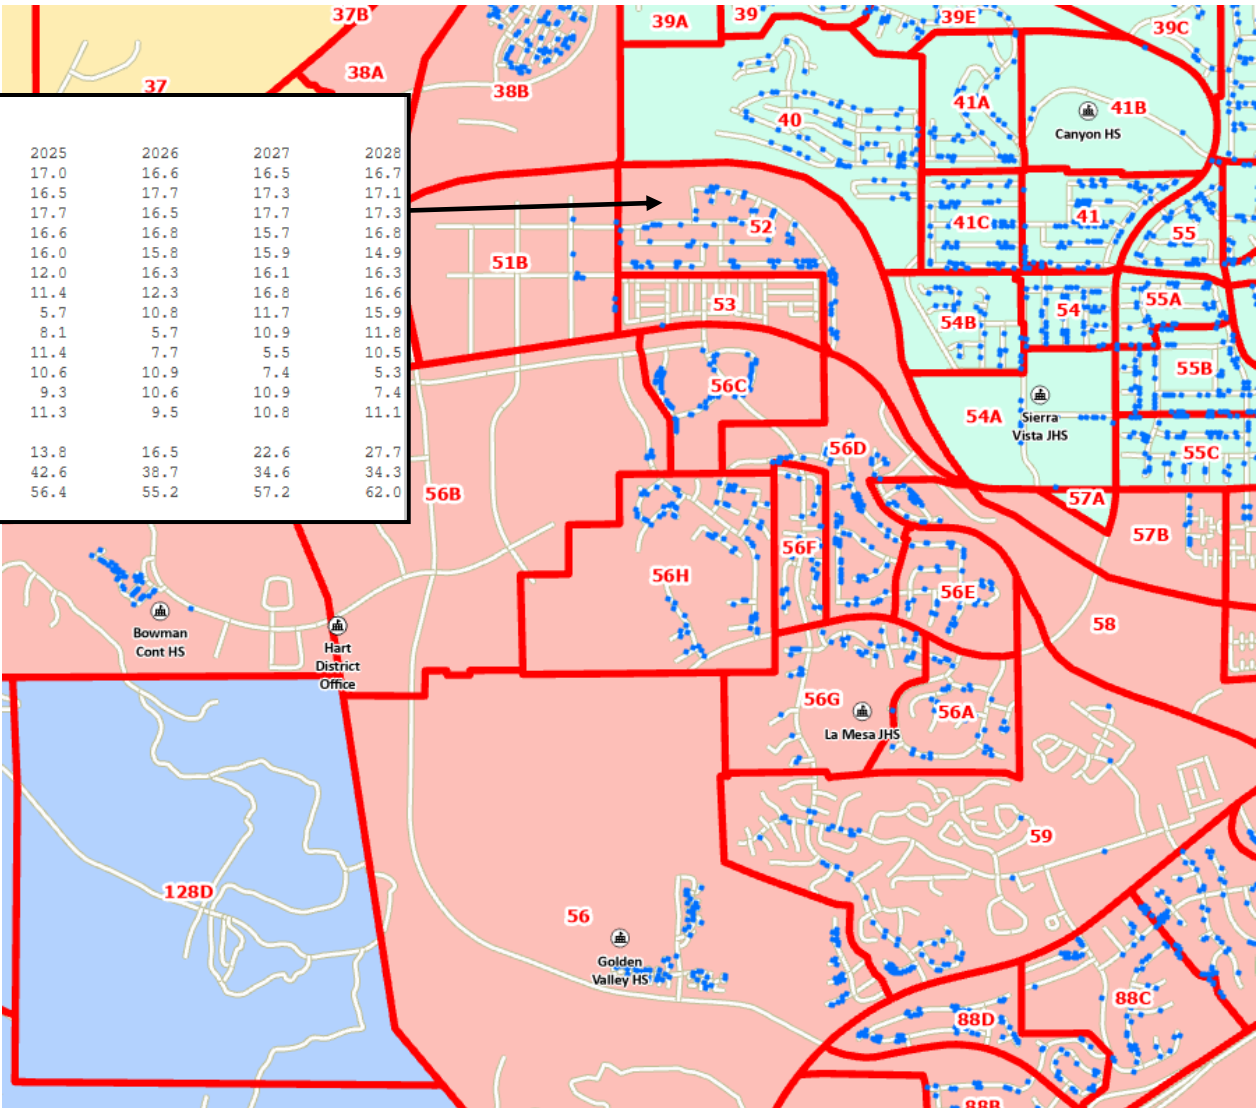 37B
39A
39
39E
39C
37
38A
38B
2025 2026 2027 2028
17.0 16.6 16.5 16.7
16.5 17.7 17.3 17.1
17.7 16.5 17.7 17.3
16.6 16.8 15.7 16.8
16.0 15.8 15.9 14.9
12.0 16.3 16.1 16.3
11.4 12.3 16.8 16.6
5.7 10.8 11.7 15.9
8.1 5.7 10.9 11.8
11.4 7.7 5.5 10.5
10.6 10.9 7.4 5.3
9.3 10.6 10.9 7.4
11.3 9.5 10.8 11.1
13.8 16.5 22.6 27.7
42.6 38.7 34.6 34.3
56.4 55.2 57.2 62.0
40
41A
41B
Canyon HS
41C
41
55
52
51B
53
54B
54
55A
55B
56C
54A
Sierra
Vista JHS
55C
56D
56B
57A
57B
56F
56H
56E
58
Bowman
Cont HS
Hart
District
Office
56G
56A
La Mesa JHS
59
128D
56
Golden
Valley HS
88C
88D
88B